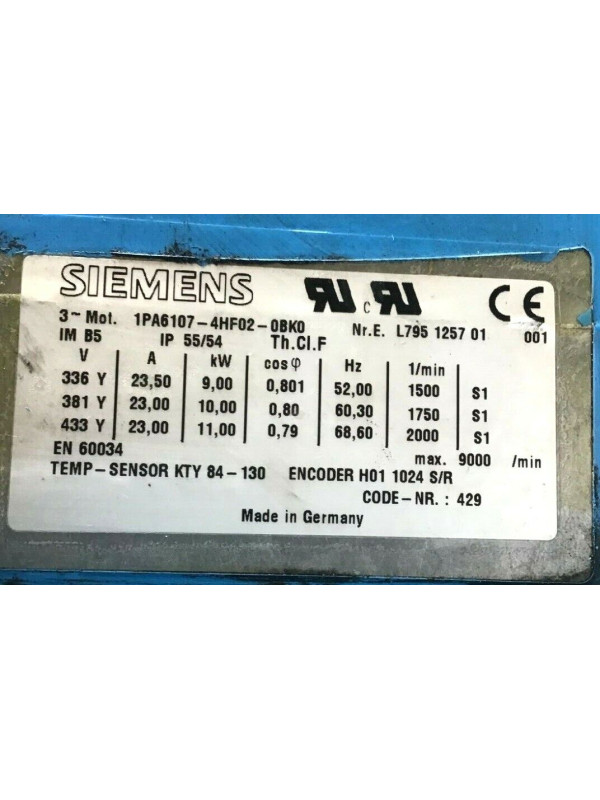 SIEMENS
3~ Mot. 1PA6107-4HF02-0BK0 Nr.E. L795 1257 01 001
IM B5 IP 55/54 Th.Cl.F
V A kW cosφ Hz 1/min
336 Y 23,50 9,00 0,801 52,00 1500 S1
381 Y 23,00 10,00 0,80 60,30 1750 S1
433 Y 23,00 11,00 0,79 68,60 2000 S1
EN 60034 max. 9000 /min
TEMP-SENSOR KTY 84-130 ENCODER H01 1024 S/R
CODE-NR. : 429
Made in Germany